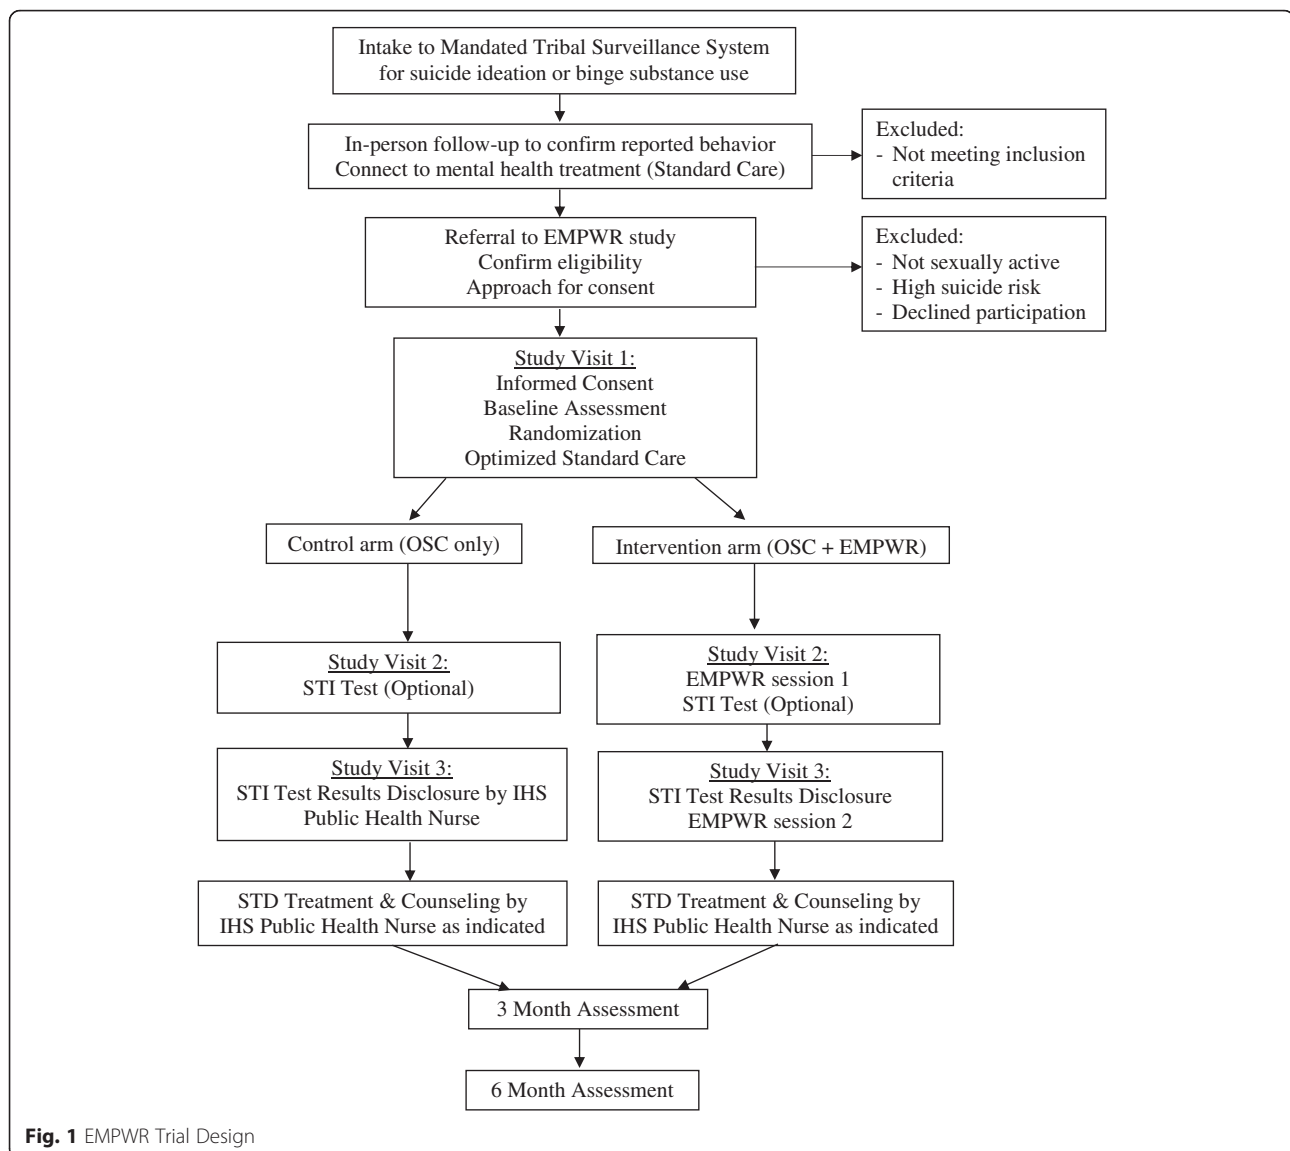 Intake to Mandated Tribal Surveillance System
for suicide ideation or binge substance use
In-person follow-up to confirm reported behavior
Connect to mental health treatment (Standard Care)
Excluded:
- Not meeting inclusion
criteria
Referral to EMPWR study
Confirm eligibility
Approach for consent
Excluded:
- Not sexually active
- High suicide risk
- Declined participation
Study Visit 1:
Informed Consent
Baseline Assessment
Randomization
Optimized Standard Care
Control arm (OSC only)
Intervention arm (OSC + EMPWR)
Study Visit 2:
STI Test (Optional)
Study Visit 2:
EMPWR session 1
STI Test (Optional)
Study Visit 3:
STI Test Results Disclosure by IHS
Public Health Nurse
Study Visit 3:
STI Test Results Disclosure
EMPWR session 2
STD Treatment & Counseling by
IHS Public Health Nurse as indicated
STD Treatment & Counseling by
IHS Public Health Nurse as indicated
3 Month Assessment
6 Month Assessment
Fig. 1 EMPWR Trial Design